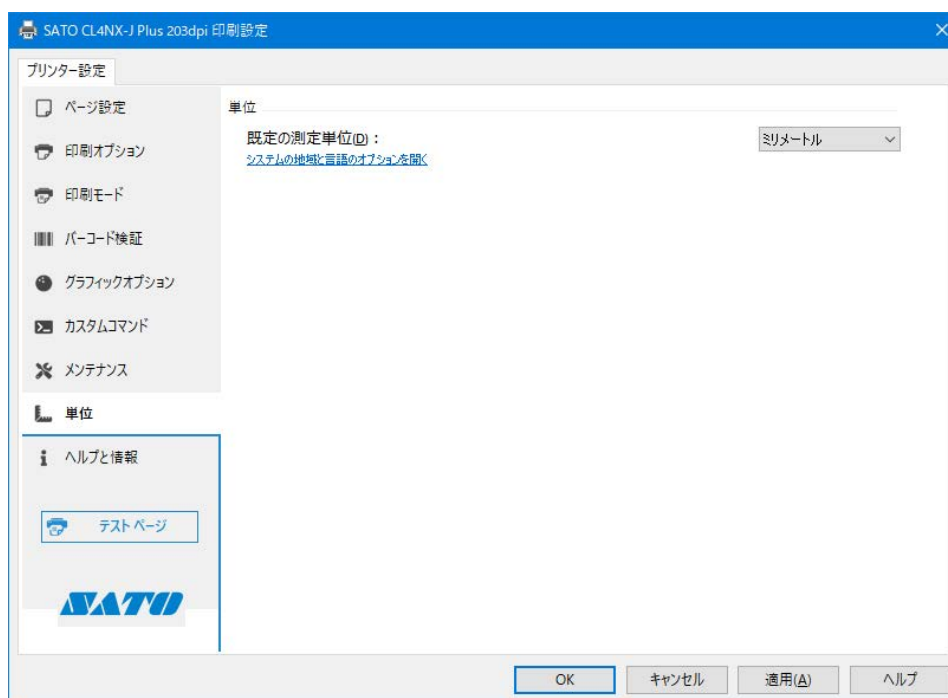 SATO CL4NX-J Plus 203dpi 印刷設定
プリンター設定
ページ設定
印刷オプション
印刷モード
バーコード検証
グラフィックオプション
カスタムコマンド
メンテナンス
単位
ヘルプと情報
テスト ページ
SATO
単位
既定の測定単位(D)：
ミリメートル
システムの地域と言語のオプションを開く
OK
キャンセル
適用(A)
ヘルプ